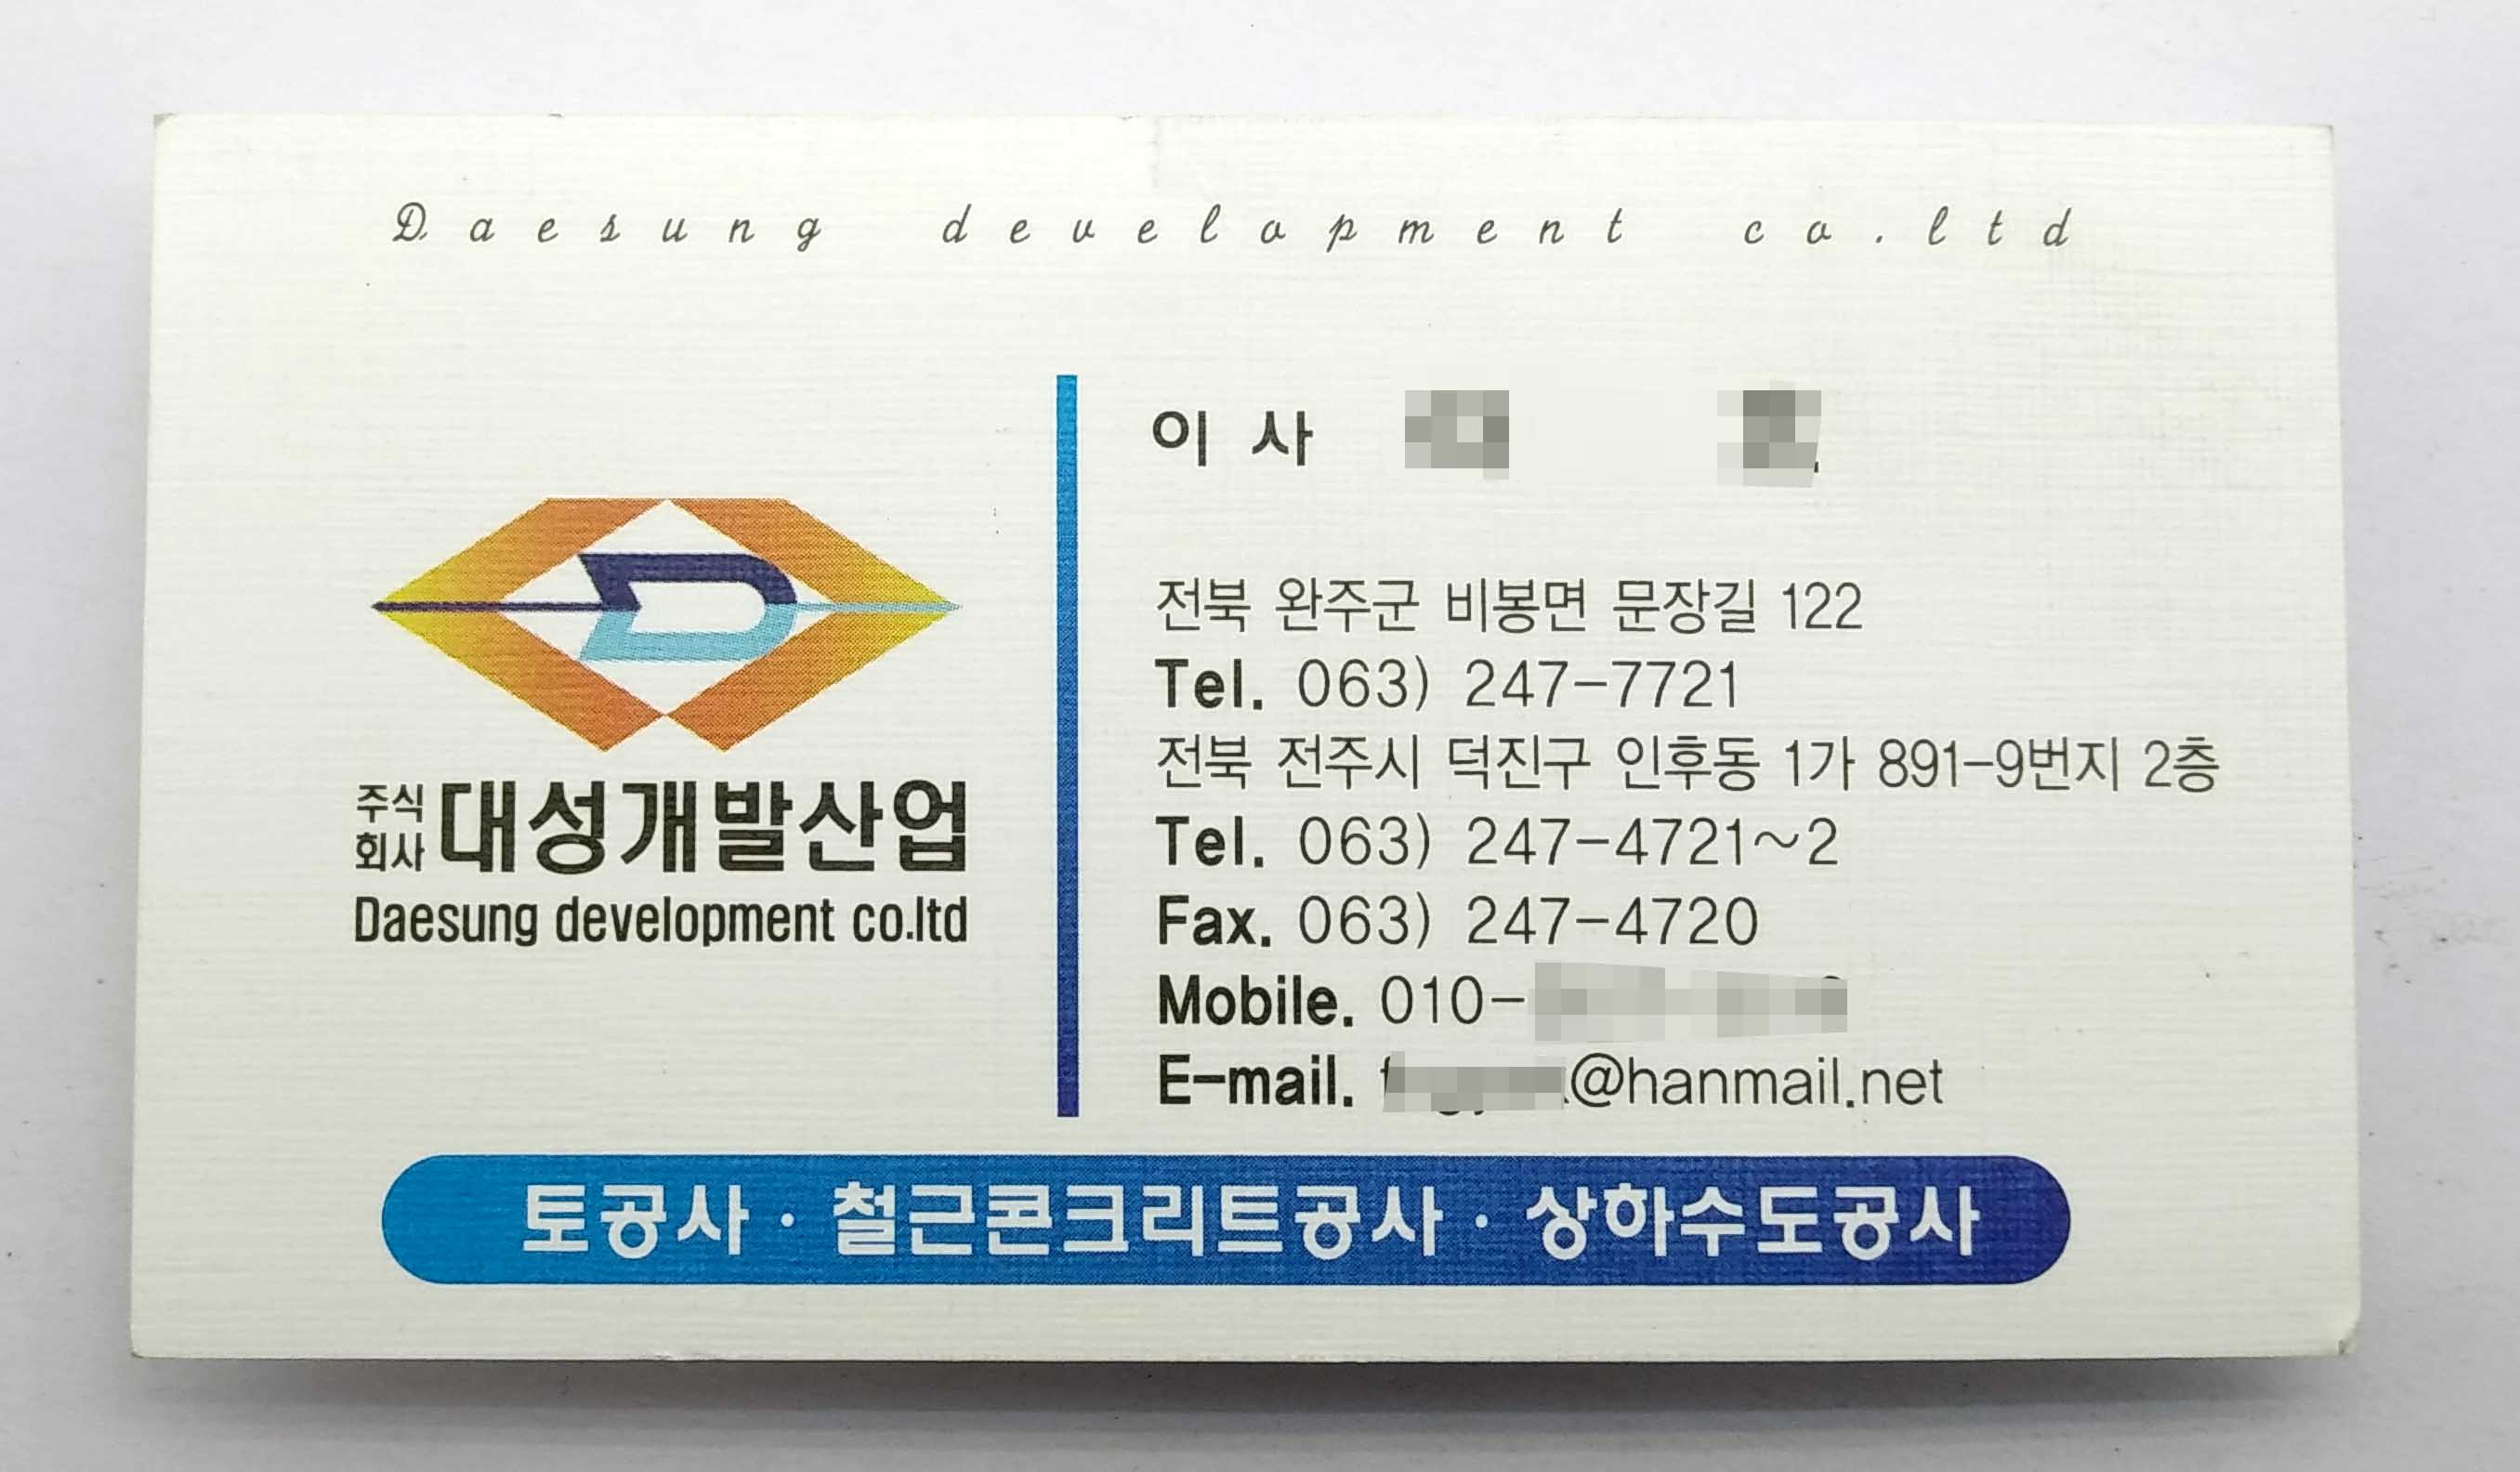 Daesung development co.ltd
이 사
전북 완주군 비봉면 문장길 122
Tel. 063) 247-7721
전북 전주시 덕진구 인후동 1가 891-9번지 2층
Tel. 063) 247-4721~2
Fax. 063) 247-4720
Mobile. 010-
E-mail. @hanmail.net
주식회사 대성개발산업
Daesung development co.ltd
토공사 · 철근콘크리트공사 · 상하수도공사